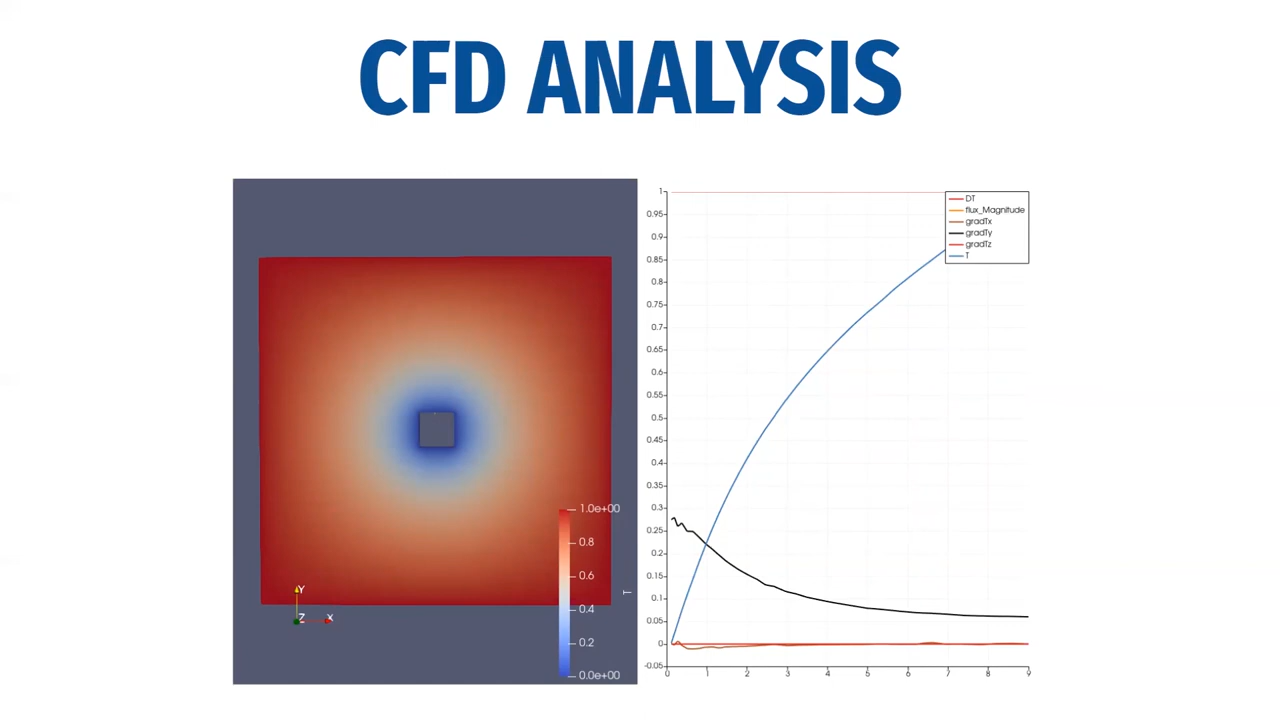 CFD ANALYSIS
1.0e+00
0.8
0.6
0.4
0.2
0.0e+00
T
Y
Z
X
1
0.95
0.9
0.85
0.8
0.75
0.7
0.65
0.6
0.55
0.5
0.45
0.4
0.35
0.3
0.25
0.2
0.15
0.1
0.05
0
-0.05
0 1 2 3 4 5 6 7 8 9
DT
flux_Magnitude
gradTx
gradTy
gradTz
T